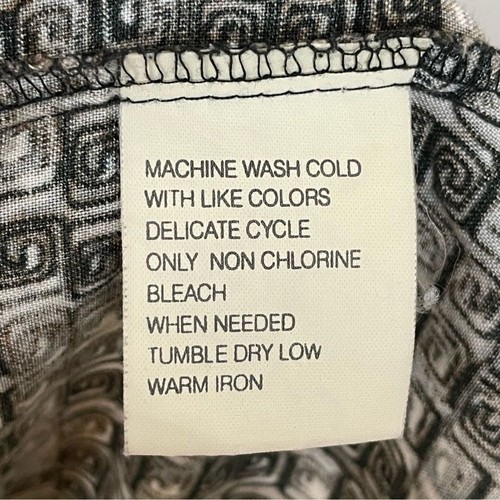 MACHINE WASH COLD
WITH LIKE COLORS
DELICATE CYCLE
ONLY NON CHLORINE
BLEACH
WHEN NEEDED
TUMBLE DRY LOW
WARM IRON